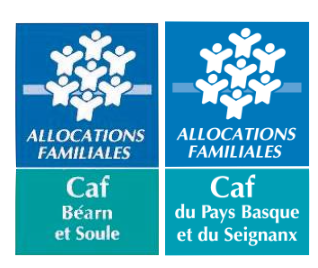 ALLOCATIONS
FAMILIALES
Caf
Béarn
et Soule
ALLOCATIONS
FAMILIALES
Caf
du Pays Basque
et du Seignanx